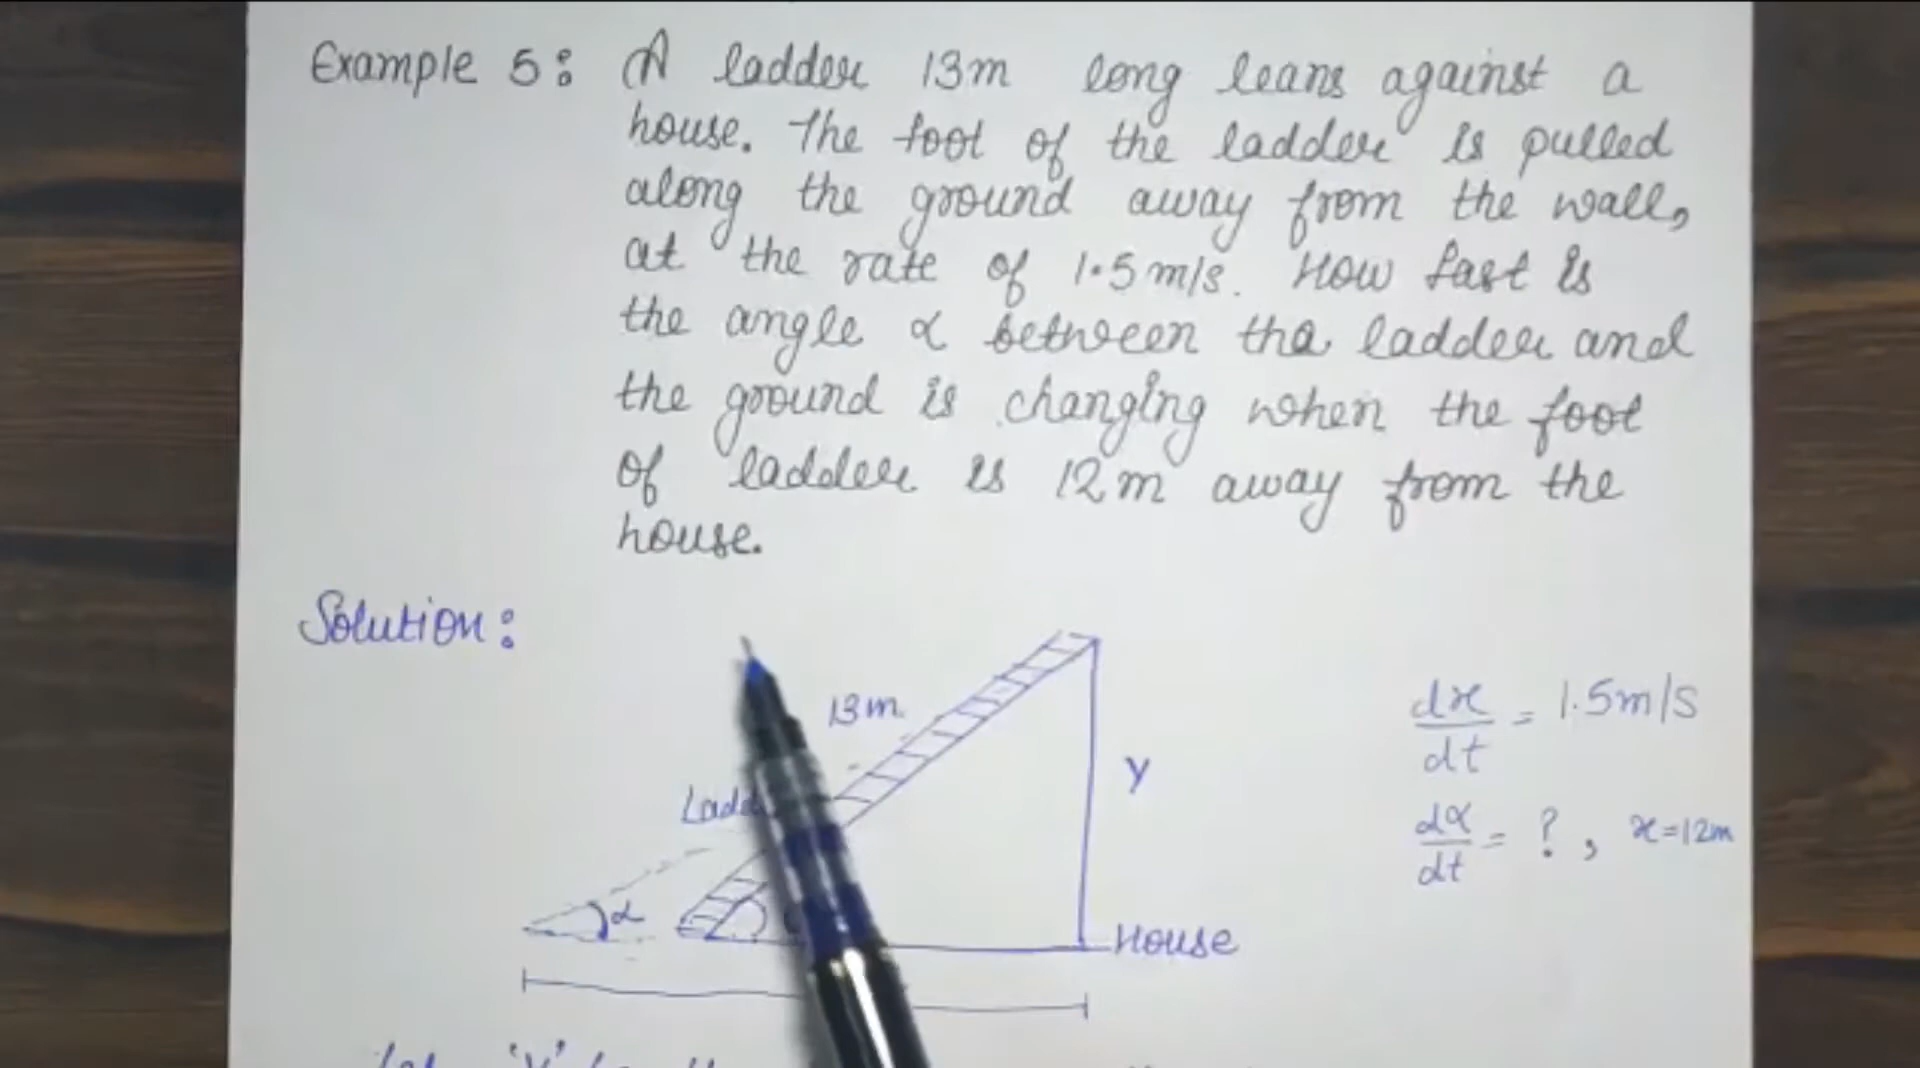 Example 5: A ladder 13m long leans against a
house. The foot of the ladder is pulled
along the ground away from the wall,
at the rate of 1.5m/s. How fast is
the angle α between the ladder and
the ground is changing when the foot
of ladder is 12m away from the
house.
Solution:
13m
y
α
House
dx/dt = 1.5m/s
dα/dt = ?, x=12m